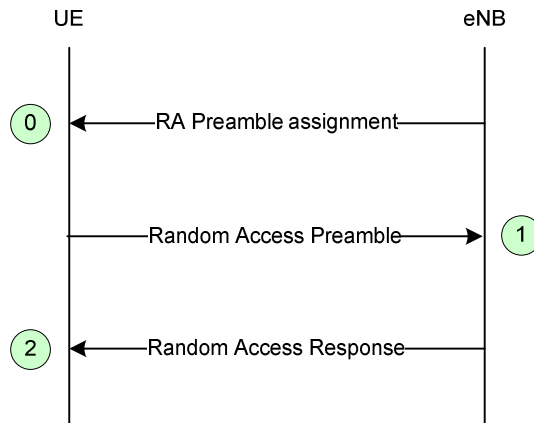 UE eNB
0 RA Preamble assignment
Random Access Preamble 1
2 Random Access Response